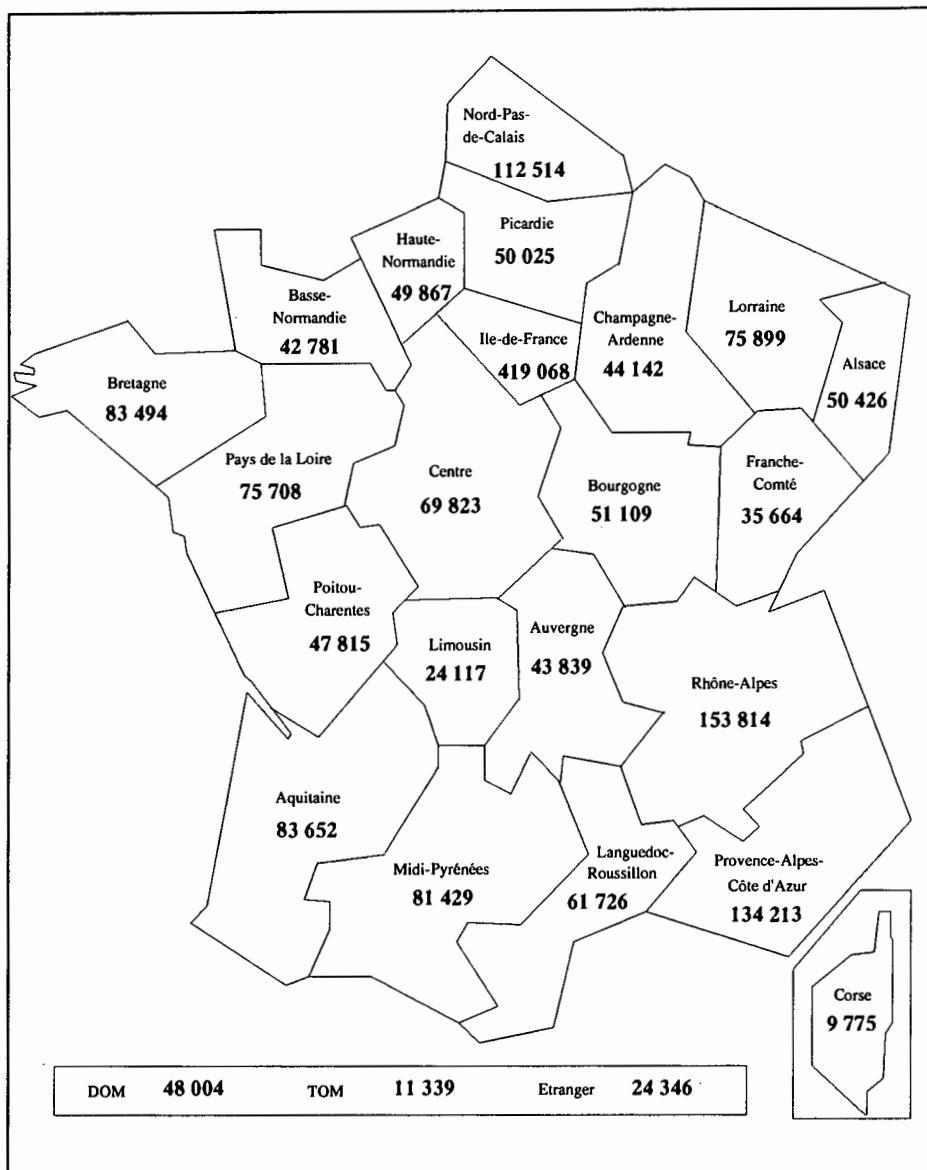 Nord-Pas-
de-Calais
112 514
Picardie
50 025
Haute-
Normandie
49 867
Basse-
Normandie
42 781
Ile-de-France
419 068
Champagne-
Ardenne
44 142
Lorraine
75 899
Alsace
50 426
Bretagne
83 494
Pays de la Loire
75 708
Centre
69 823
Bourgogne
51 109
Franche-
Comté
35 664
Poitou-
Charentes
47 815
Limousin
24 117
Auvergne
43 839
Rhône-Alpes
153 814
Aquitaine
83 652
Midi-Pyrénées
81 429
Languedoc-
Roussillon
61 726
Provence-Alpes-
Côte d'Azur
134 213
Corse
9 775
DOM 48 004 TOM 11 339 Etranger 24 346